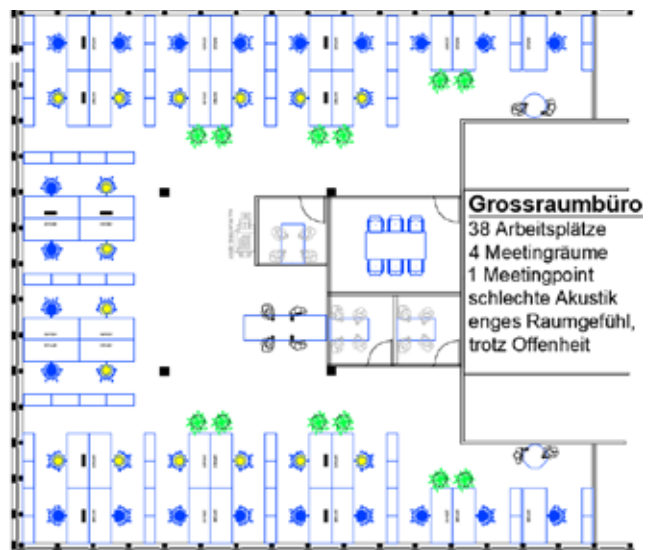 Grossraumbüro
38 Arbeitsplätze
4 Meetingräume
1 Meetingpoint
schlechte Akustik
enges Raumgefühl,
trotz Offenheit